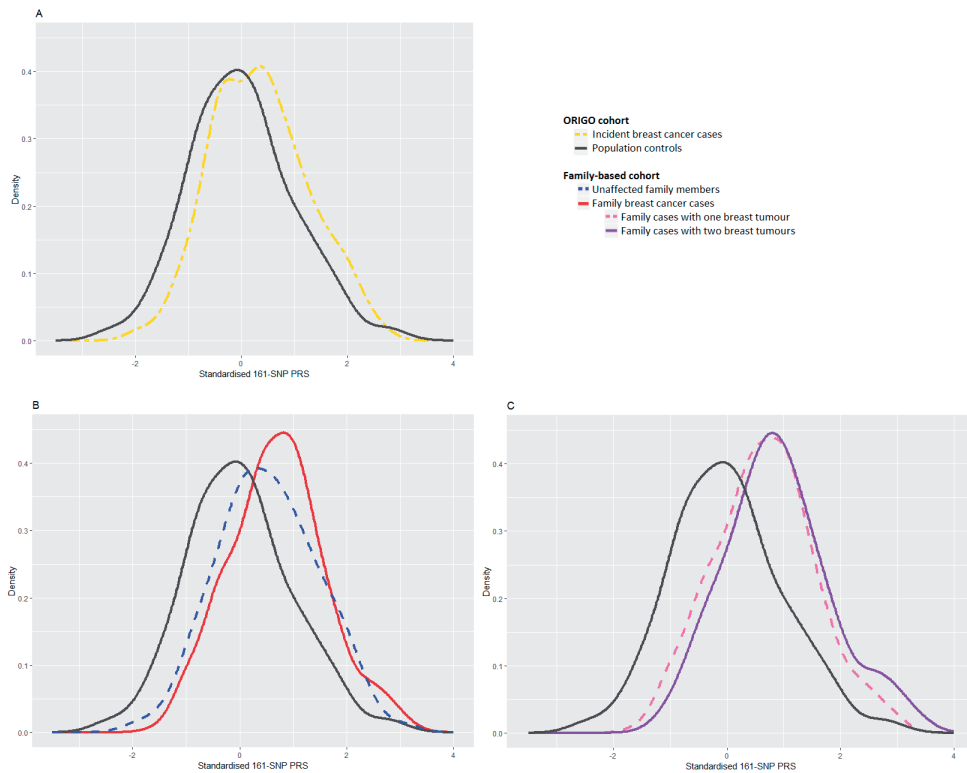 A
0.4
0.3
0.2
0.1
0.0
Density
-2
0
2
4
Standardised 161-SNP PRS
ORIGO cohort
Incident breast cancer cases
Population controls
Family-based cohort
Unaffected family members
Family breast cancer cases
Family cases with one breast tumour
Family cases with two breast tumours
B
0.4
0.3
0.2
0.1
0.0
Density
-2
0
2
4
Standardised 161-SNP PRS
C
0.4
0.3
0.2
0.1
0.0
Density
-2
0
2
4
Standardised 161-SNP PRS